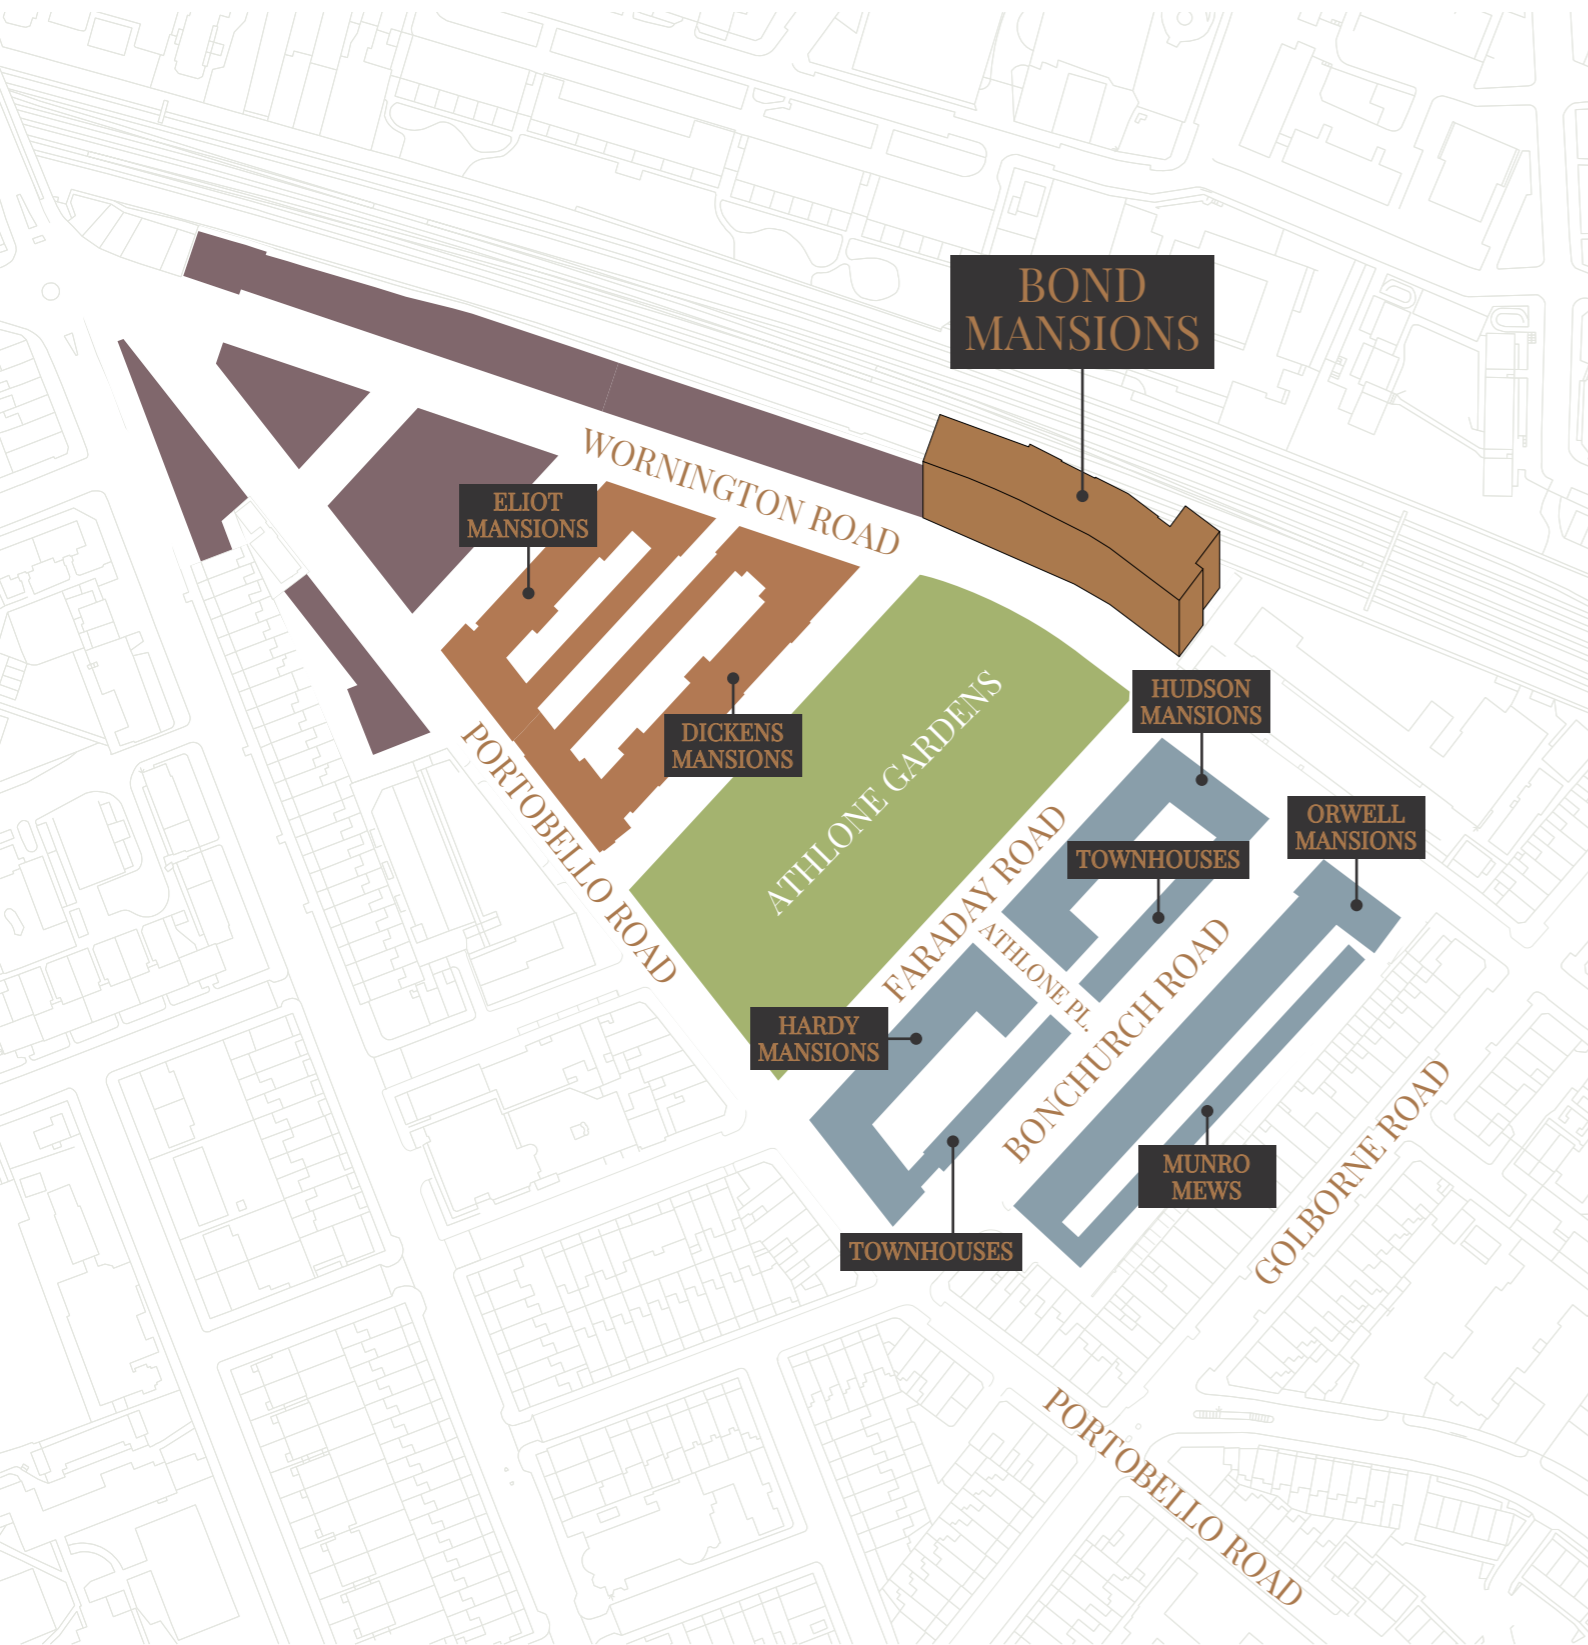 BOND
MANSIONS
WORNINGTON ROAD
ELIOT
MANSIONS
DICKENS
MANSIONS
PORTOBELLO ROAD
ATHLONE GARDENS
HUDSON
MANSIONS
ORWELL
MANSIONS
TOWNHOUSES
FARADAY ROAD
ATHLONE PL.
BONCHURCH ROAD
HARDY
MANSIONS
MUNRO
MEWS
GOLBORNE ROAD
TOWNHOUSES
PORTOBELLO ROAD